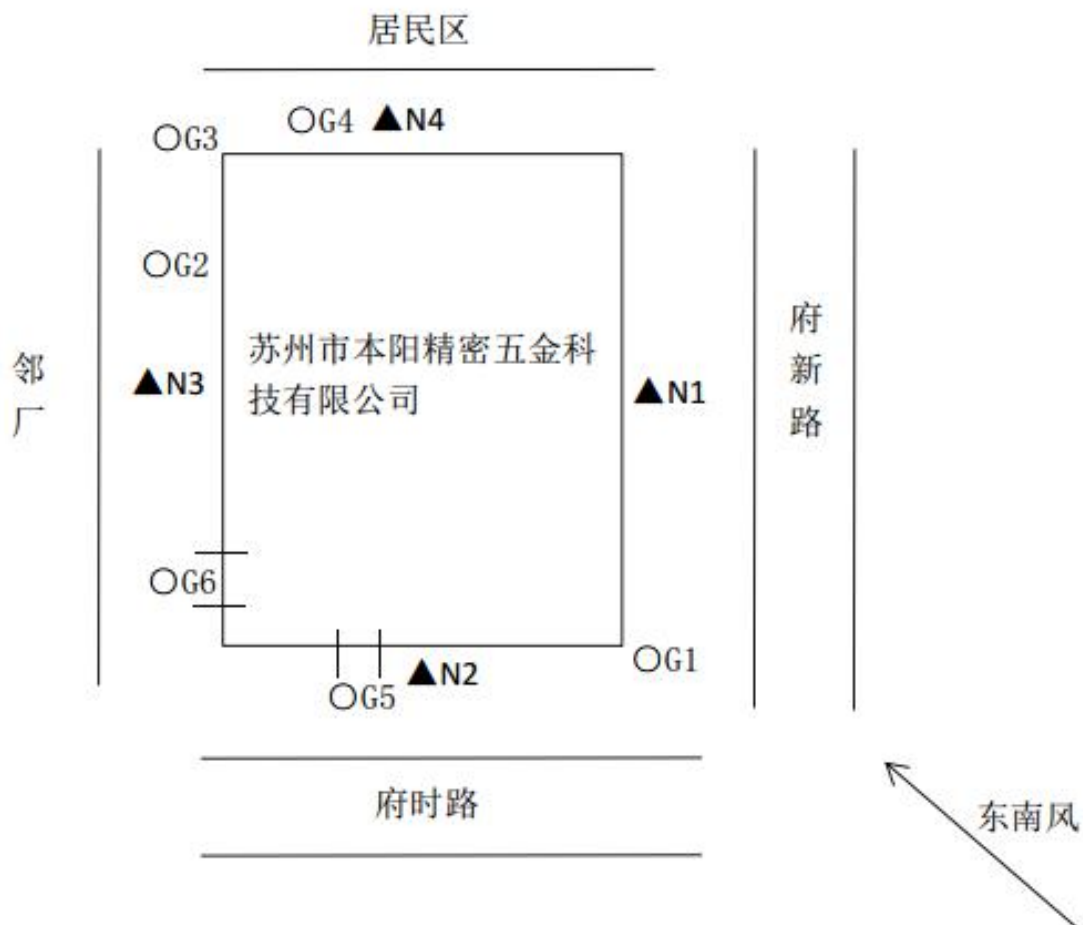 居民区
○G3
○G4 ▲N4
○G2
苏州市本阳精密五金科
技有限公司
邻厂
▲N3
▲N1
府新路
○G6
○G1
▲N2
○G5
府时路
东南风